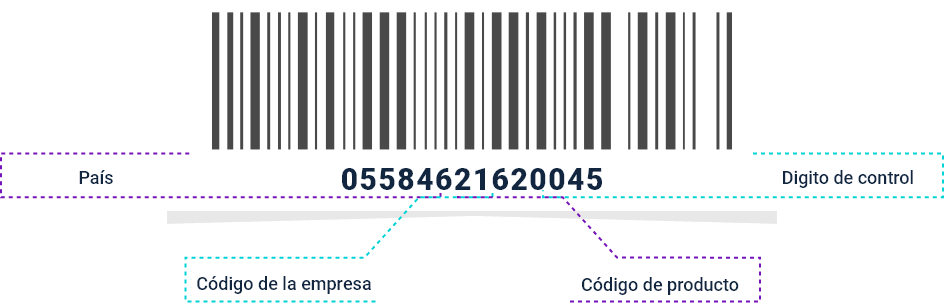 País
05584621620045
Digito de control
Código de la empresa
Código de producto